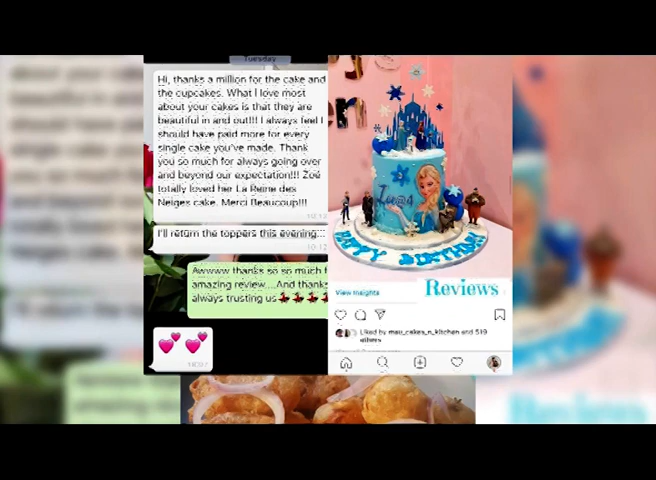 Tuesday
Hi, thanks a million for the cake and
the cupcakes. What I love most
about your cakes is that they are
beautiful in and out!!! I always feel I
should have paid more for every
single cake you've made. Thank
you so much for always going over
and beyond our expectation!!! Zoé
totally loved her La Reine des
Neiges cake. Merci Beaucoup!!!
I'll return the toppers this evening...
Awwww thanks so so much f
amazing review....And thanks
always trusting us
HAPPY BIRTHDAY
View Insights
Reviews
Liked by mau_cakes_n_kitchen and 519
others